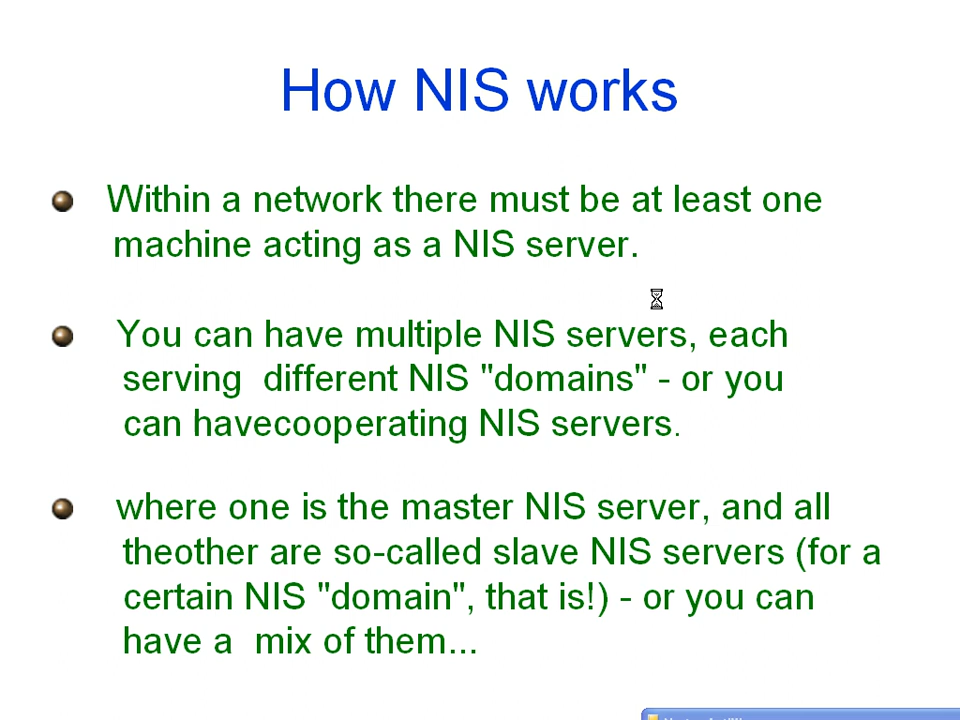 How NIS works
Within a network there must be at least one
machine acting as a NIS server.
You can have multiple NIS servers, each
serving  different NIS "domains" - or you
can havecooperating NIS servers.
where one is the master NIS server, and all
theother are so-called slave NIS servers (for a
certain NIS "domain", that is!) - or you can
have a  mix of them...